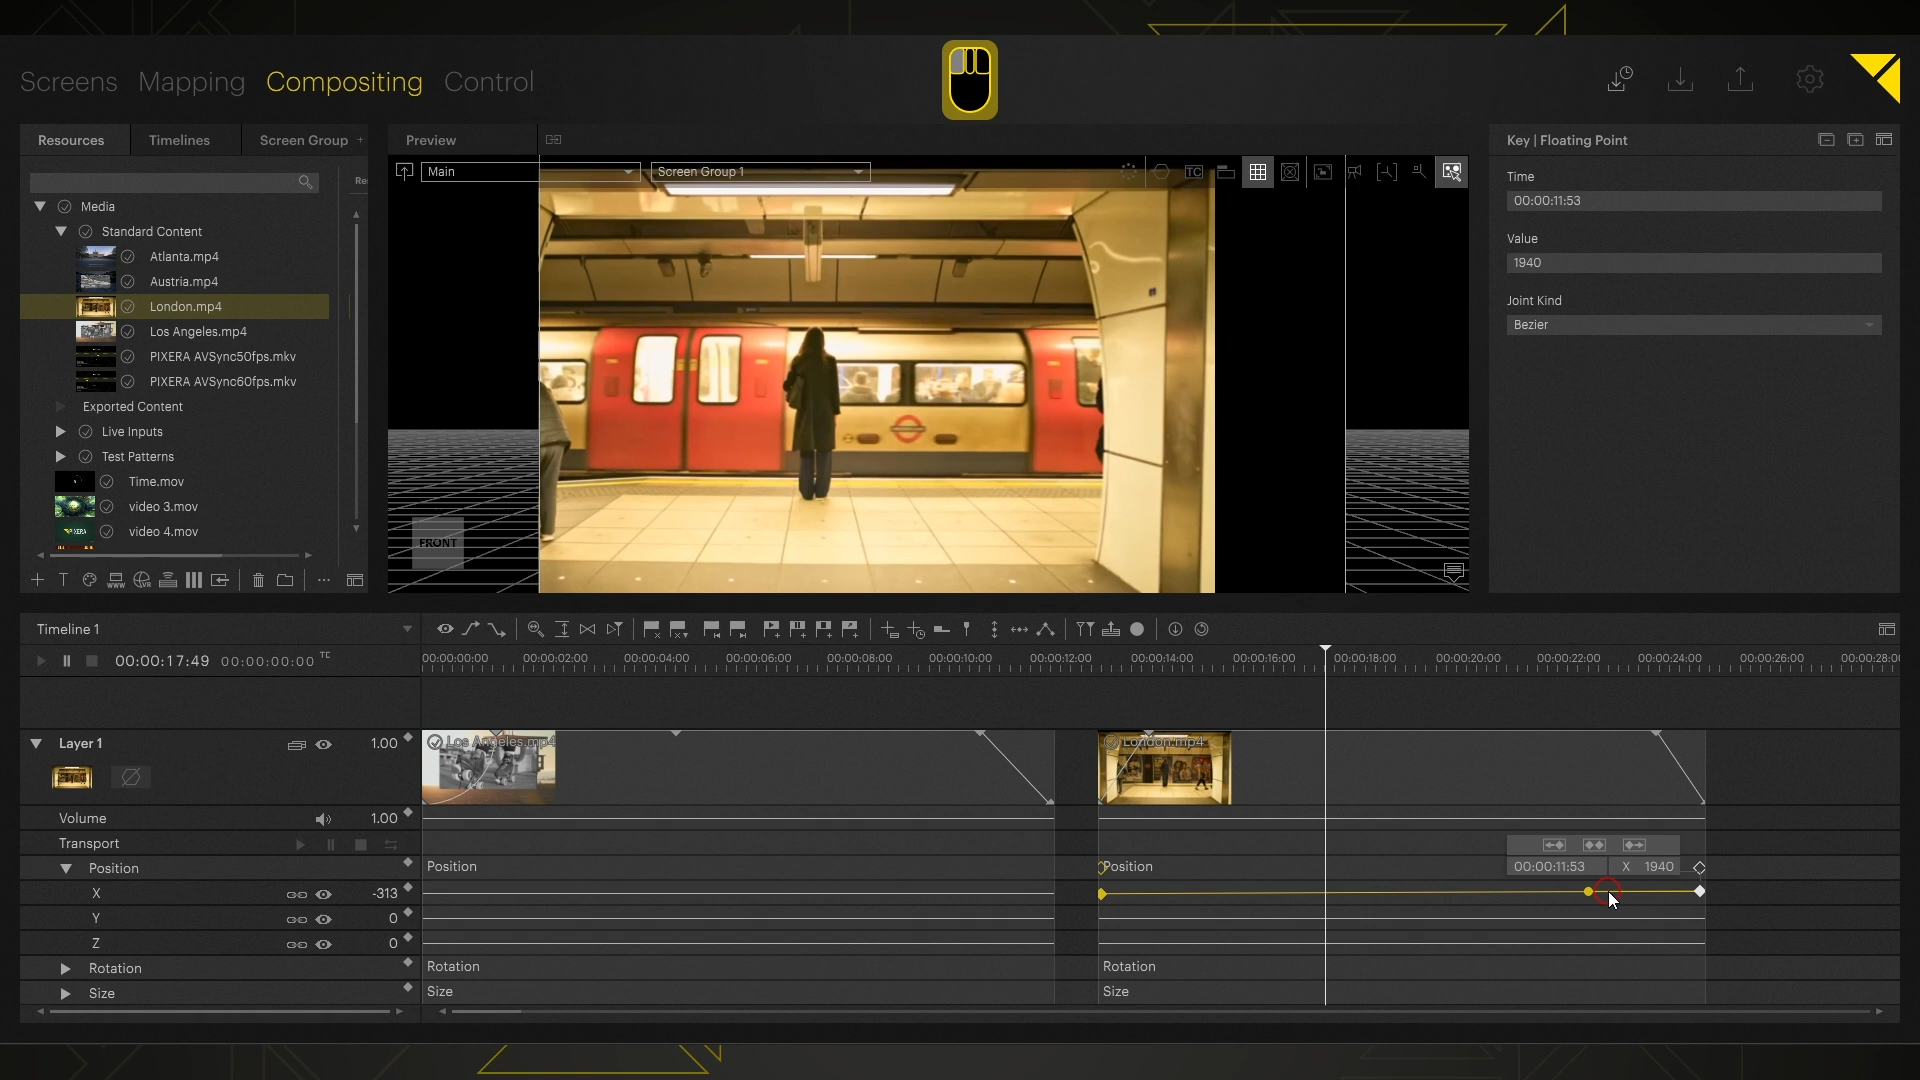 Screens Mapping Compositing Control
Resources Timelines Screen Group +
Preview
Key | Floating Point
Main
Screen Group 1
TC
Time
00:00:11:53
Value
1940
Joint Kind
Bezier
Media
Standard Content
Atlanta.mp4
Austria.mp4
London.mp4
Los Angeles.mp4
PIXERA AVSync50fps.mkv
PIXERA AVSync60fps.mkv
Exported Content
Live Inputs
Test Patterns
Time.mov
video 3.mov
video 4.mov
FRONT
Timeline 1
00:00:17:49 00:00:00:00 TC
00:00:00:00 00:00:02:00 00:00:04:00 00:00:06:00 00:00:08:00 00:00:10:00 00:00:12:00 00:00:14:00 00:00:16:00 00:00:18:00 00:00:20:00 00:00:22:00 00:00:24:00 00:00:26:00 00:00:28:00
Layer 1 1.00
Los Angeles.mp4 London.mp4
Volume 1.00
Transport
Position Position Position
00:00:11:53 X 1940
X -313
Y 0
Z 0
Rotation Rotation Rotation
Size Size Size